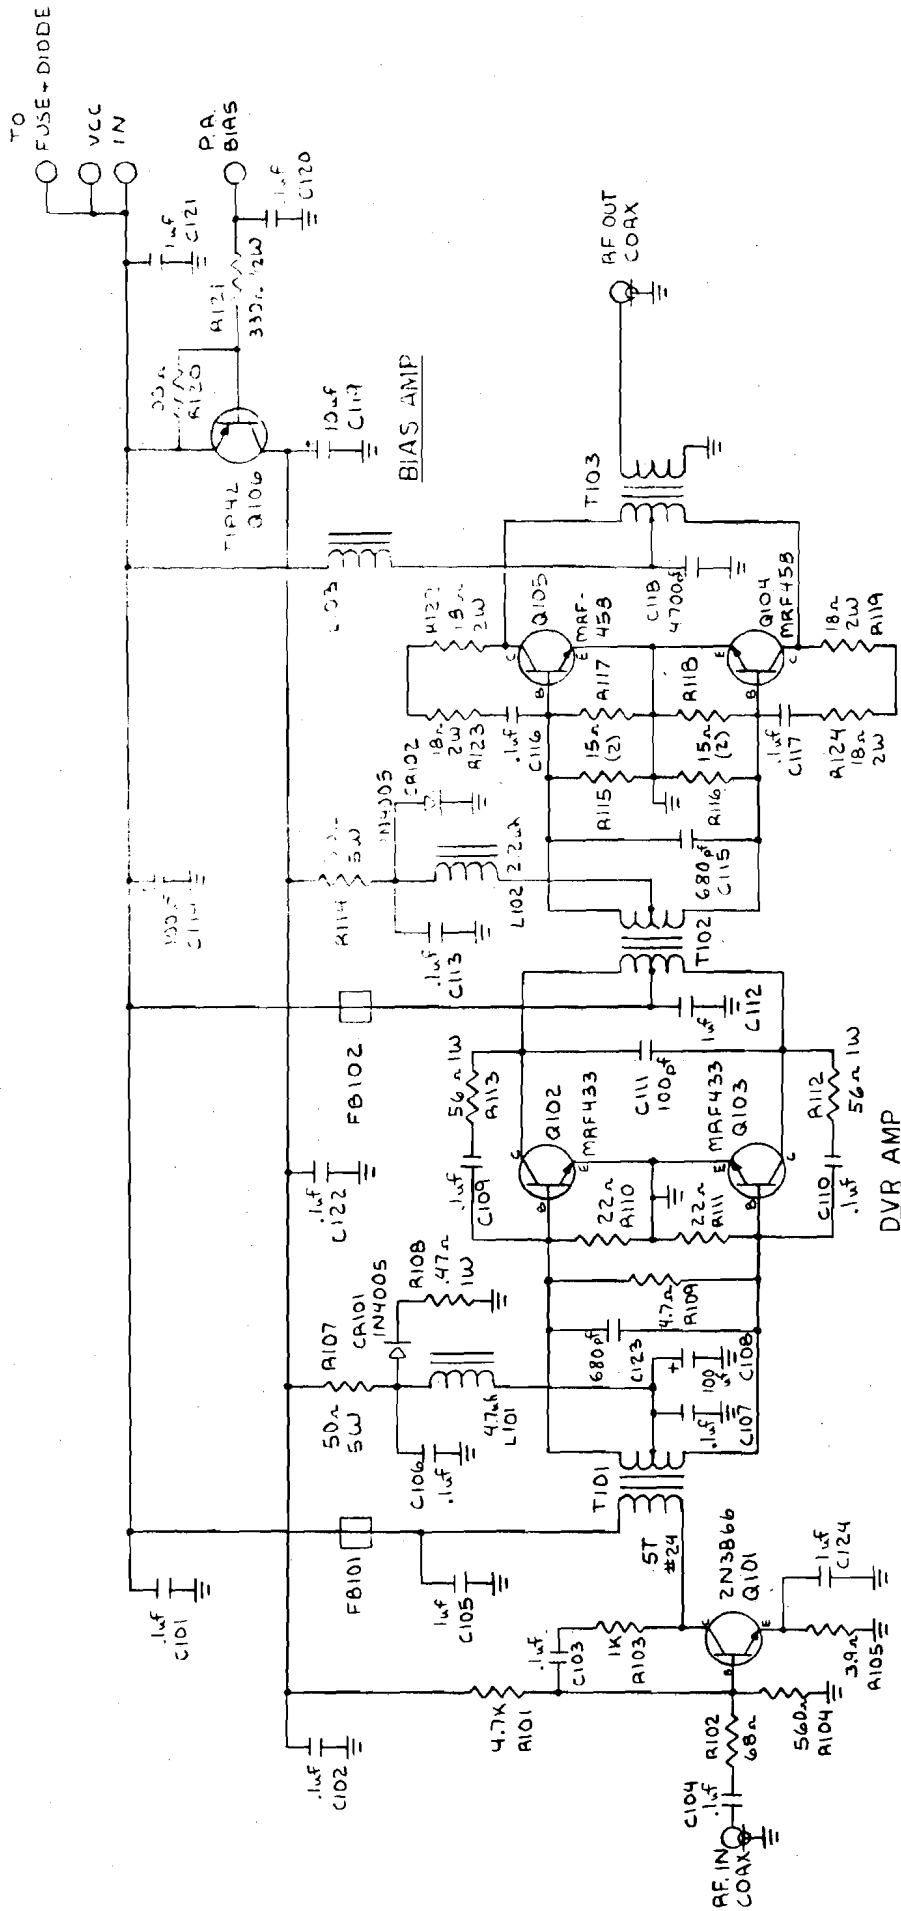 TO
FUSE + DIODE
VCC
IN
P.A.
BIAS
.1uf
C120
1uf
C121
R121
330Ω 1/2W
R120
TIP42
Q106
10uf
C119
BIAS AMP
RF OUT
COAX
T103
C118
4700pf
18Ω
2W
Q105
MRF-
458
Q104
MRF458
18Ω
2W
R119
R117
R118
18Ω
2W
R123
.1uf
C116
15Ω
(2)
15Ω
(2)
.1uf
C117
R124
18Ω
2W
R115
R116
680pf
C115
CR102
1N4005
5W
R114
L102 2.2uh
.1uf
C113
T102
FB102
.1uf
C112
56Ω 1W
R113
.1uf
C109
Q102
MRF433
C111
100pf
MRF433
Q103
R112
56Ω 1W
C110
.1uf
22Ω
R110
22Ω
R111
DVR AMP
.1uf
C122
R107
50Ω
5W
CR101
1N4005
R108
.47Ω
1W
4.7uh
L101
C106
.1uf
680pf
C123
4.7Ω
R109
+
100
uf
C108
.1uf
C107
T101
5T
#24
FB101
.1uf
C101
1uf
C105
.1uf
C103
1K
R103
2N3866
Q101
C
B
E
1uf
C124
3.9Ω
R105
560Ω
R104
R102
68Ω
4.7K
R101
.1uf
C102
C104
.1uf
RF. IN
COAX